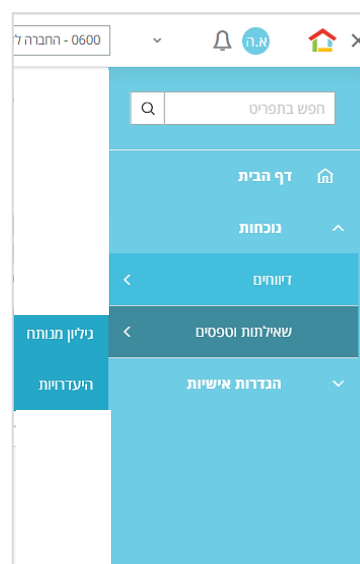 א.ה
0600 - החברה ל
חפש בתפריט
דף הבית
נוכחות
דיווחים
שאילתות וטפסים
גיליון מנותח
היעדרויות
הגדרות אישיות